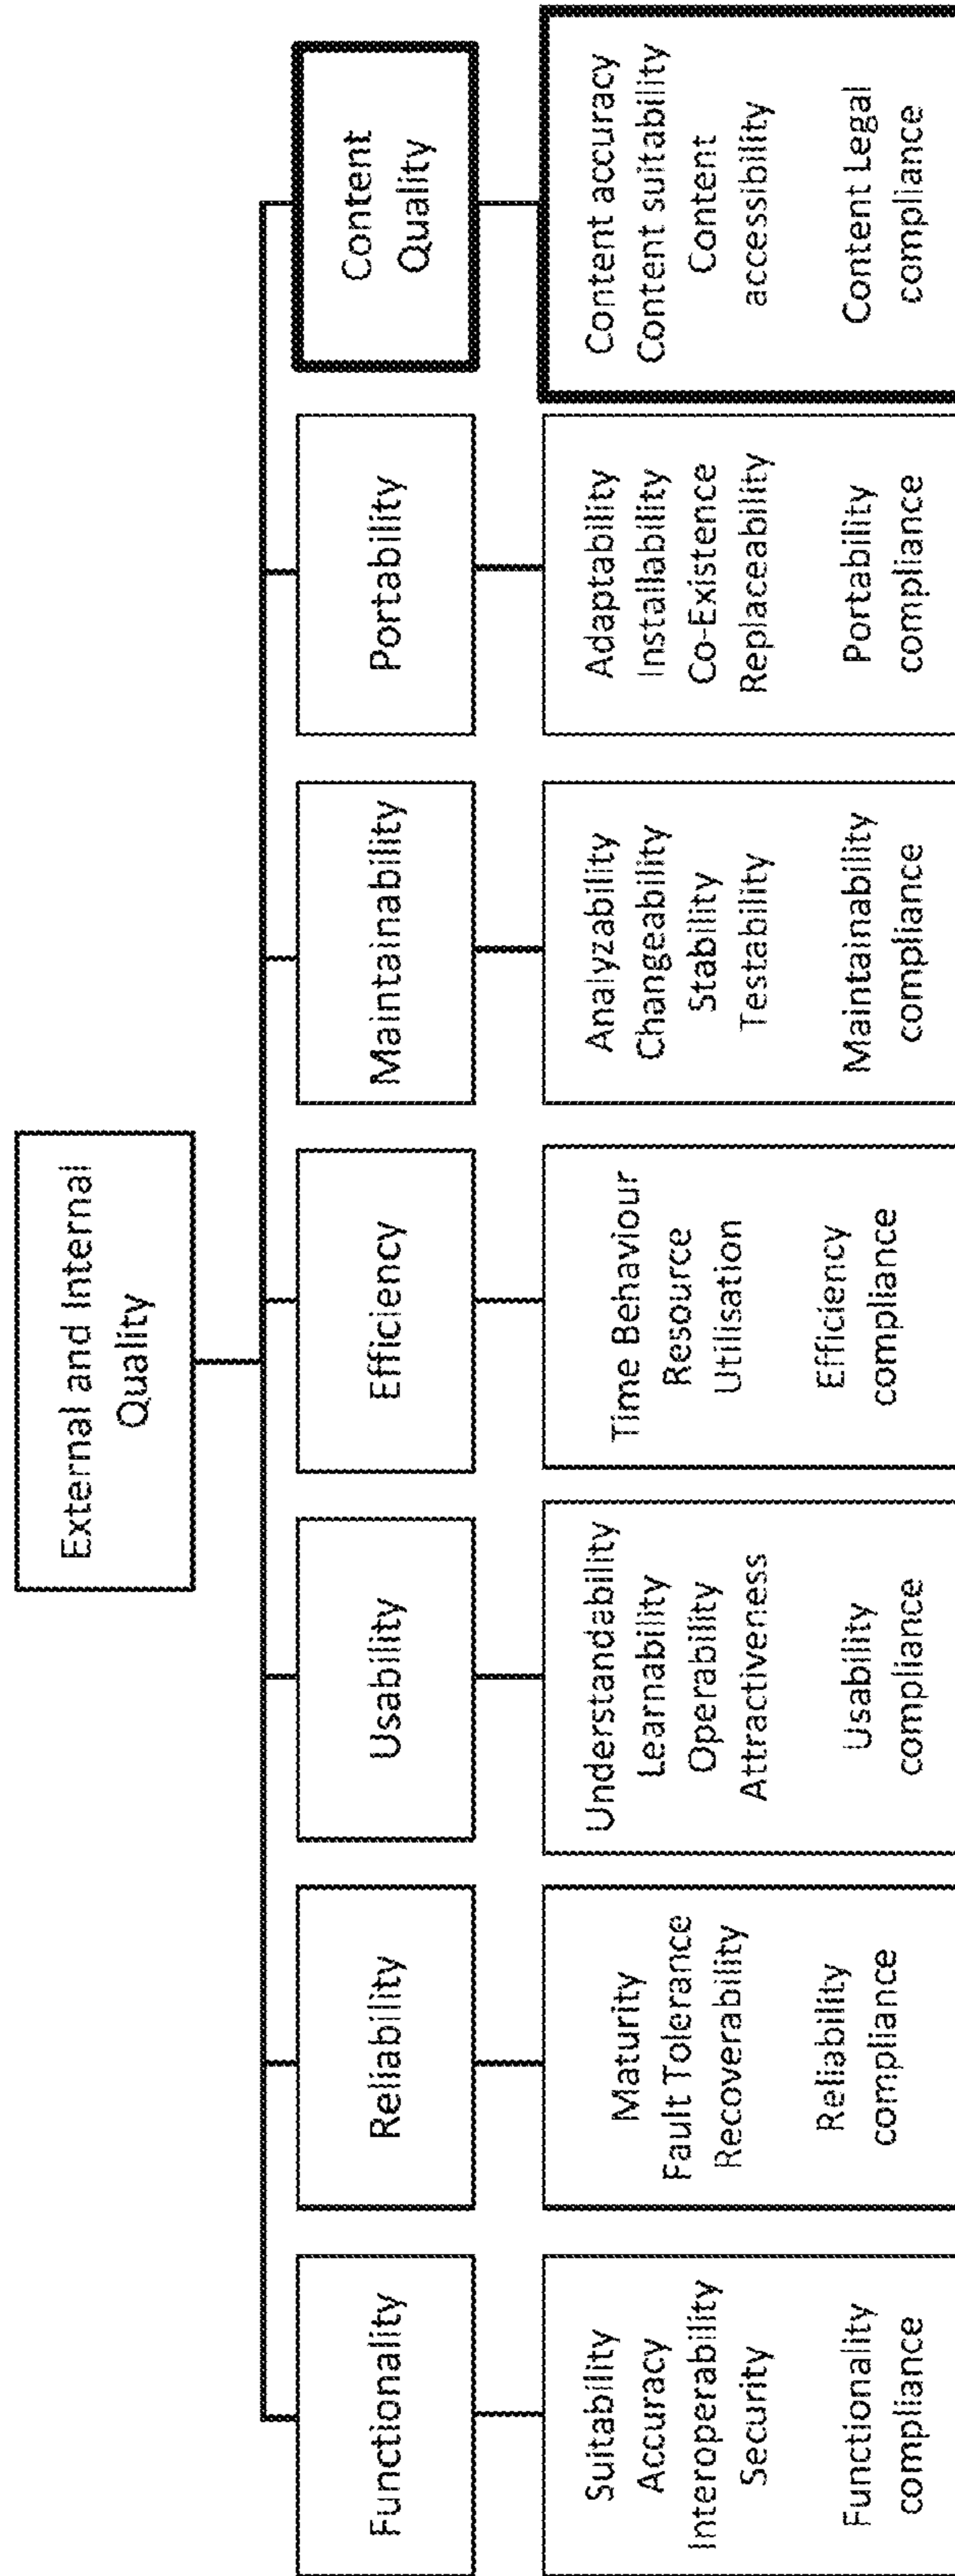 External and Internal
Quality
Functionality
Reliability
Usability
Efficiency
Maintainability
Portability
Content
Quality
Suitability
Accuracy
Interoperability
Security
Functionality
compliance
Maturity
Fault Tolerance
Recoverability
Reliability
compliance
Understandability
Learnability
Operability
Attractiveness
Usability
compliance
Time Behaviour
Resource
Utilisation
Efficiency
compliance
Analyzability
Changeability
Stability
Testability
Maintainability
compliance
Adaptability
Installability
Co-Existence
Replaceability
Portability
compliance
Content accuracy
Content suitability
Content
accessibility
Content Legal
compliance